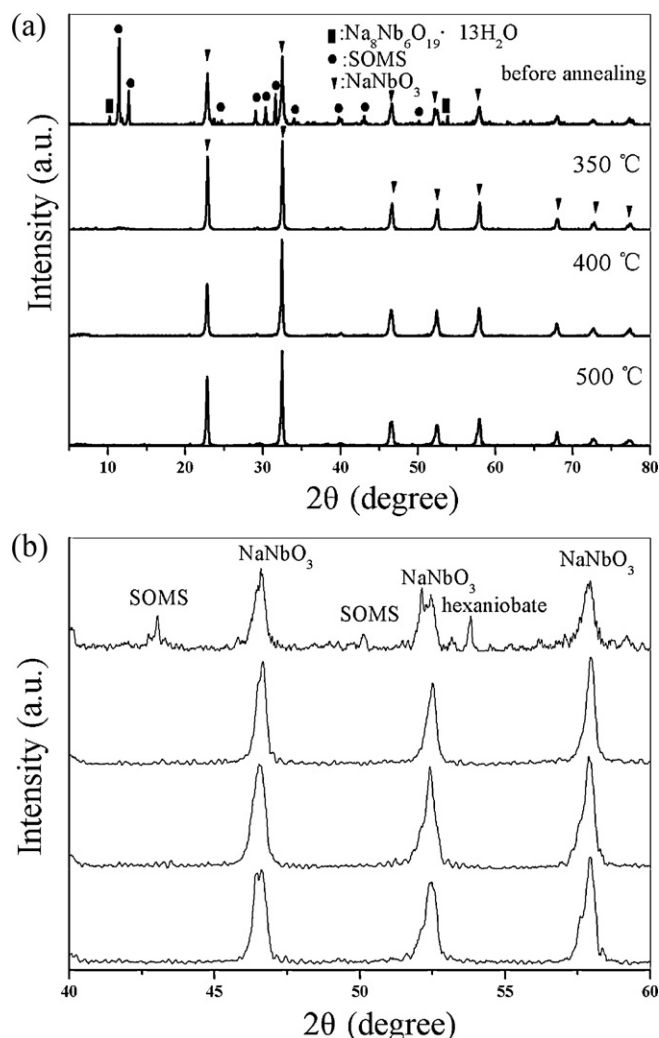 (a)
:Na₈Nb₆O₁₉· 13H₂O
:SOMS
:NaNbO₃
before annealing
350 ℃
400 ℃
500 ℃
Intensity (a.u.)
10 20 30 40 50 60 70 80
2θ (degree)
(b)
NaNbO₃
SOMS
SOMS
NaNbO₃
hexaniobate
NaNbO₃
Intensity (a.u.)
40 45 50 55 60
2θ (degree)